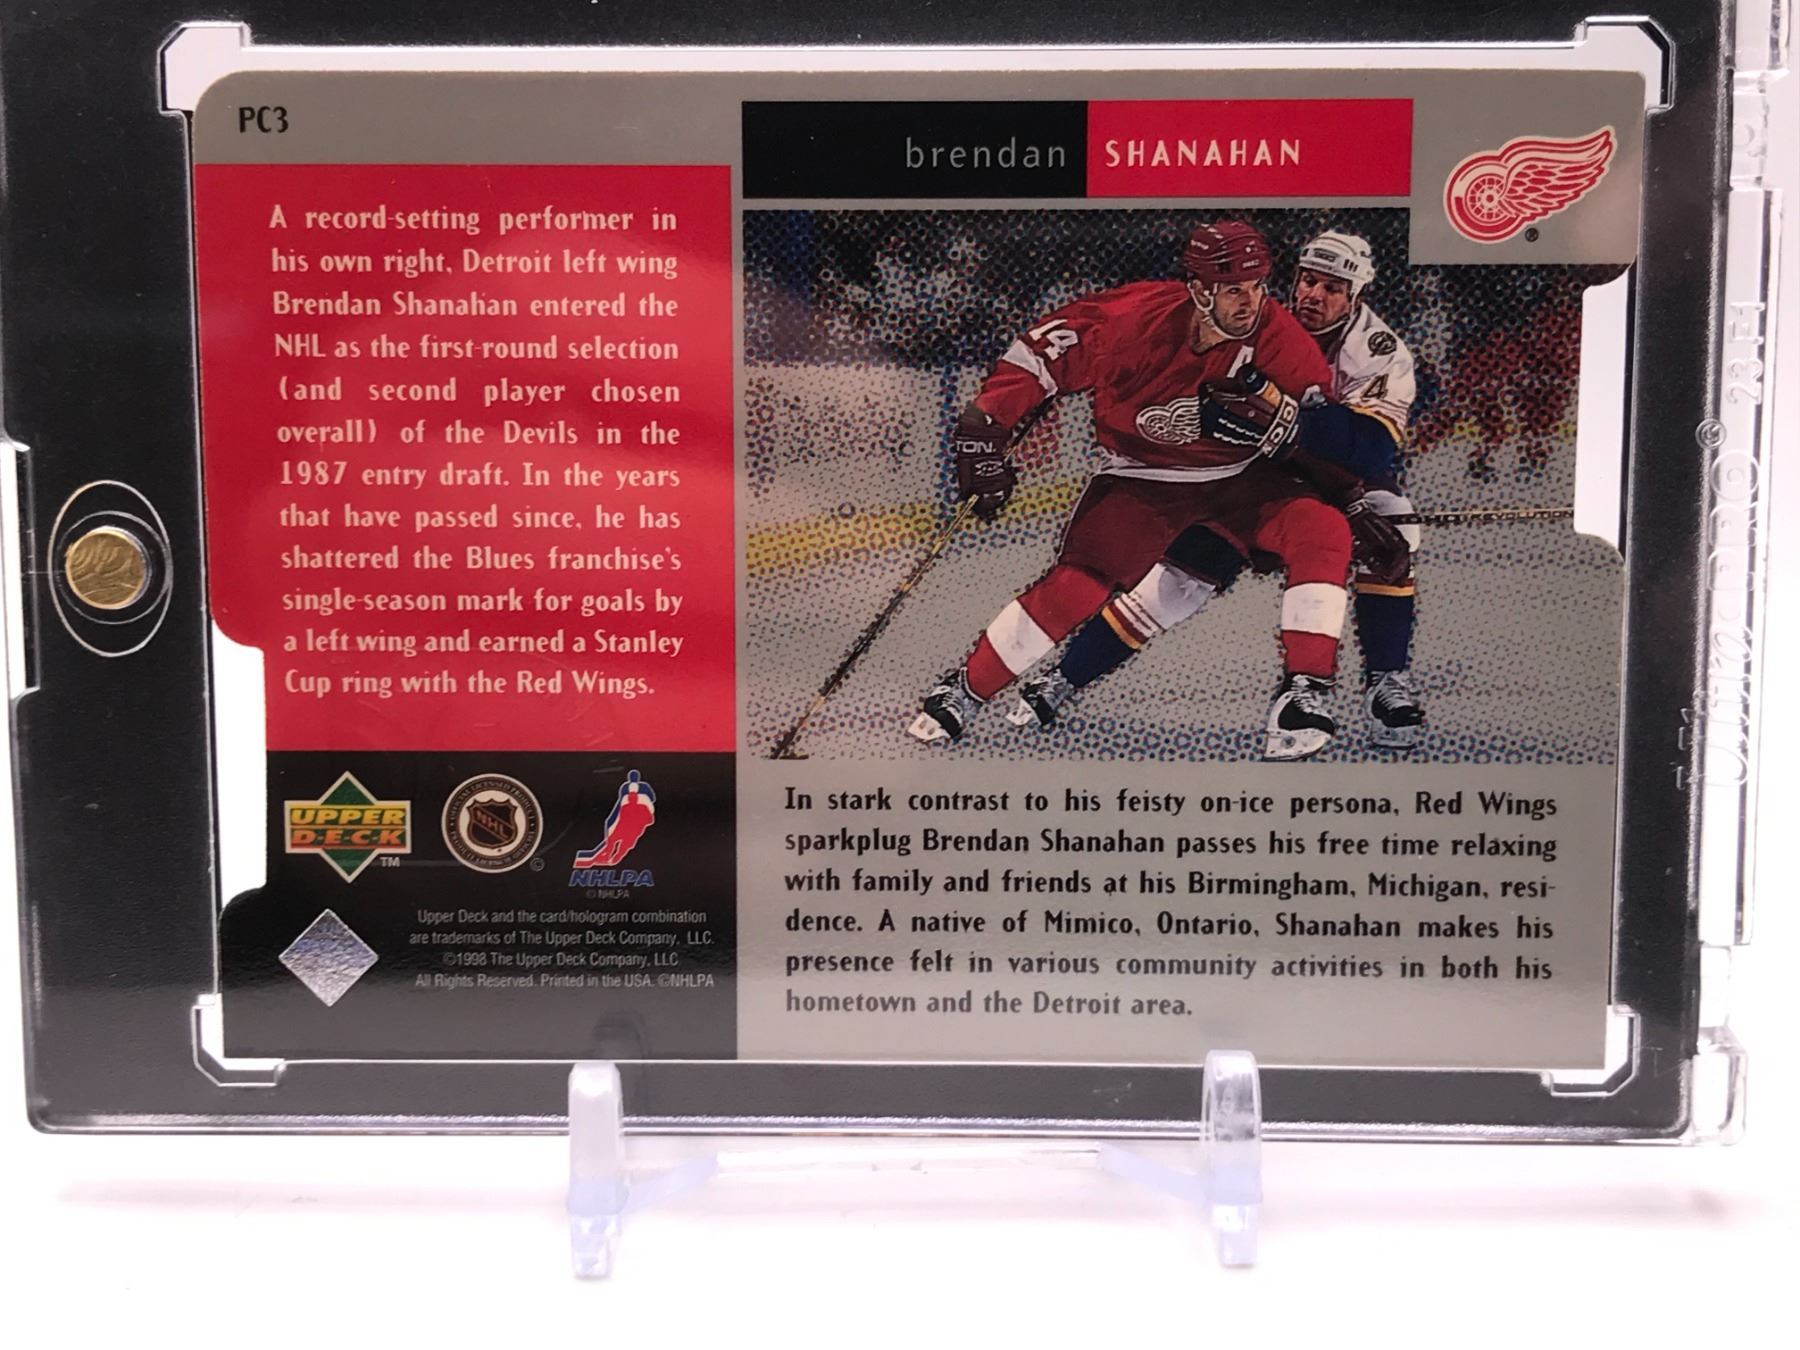 PC3
brendan SHANAHAN
A record-setting performer in
his own right, Detroit left wing
Brendan Shanahan entered the
NHL as the first-round selection
(and second player chosen
overall) of the Devils in the
1987 entry draft. In the years
that have passed since, he has
shattered the Blues franchise's
single-season mark for goals by
a left wing and earned a Stanley
Cup ring with the Red Wings.
®
14
A
4
TON.
REVOLUTION
In stark contrast to his feisty on-ice persona, Red Wings
sparkplug Brendan Shanahan passes his free time relaxing
with family and friends at his Birmingham, Michigan, resi-
dence. A native of Mimico, Ontario, Shanahan makes his
presence felt in various community activities in both his
hometown and the Detroit area.
UPPER
D·E·C·K
TM
NHL
©
NHLPA
© NHLPA
Upper Deck and the card/hologram combination
are trademarks of The Upper Deck Company, LLC.
©1998 The Upper Deck Company, LLC
All Rights Reserved. Printed in the USA. ©NHLPA